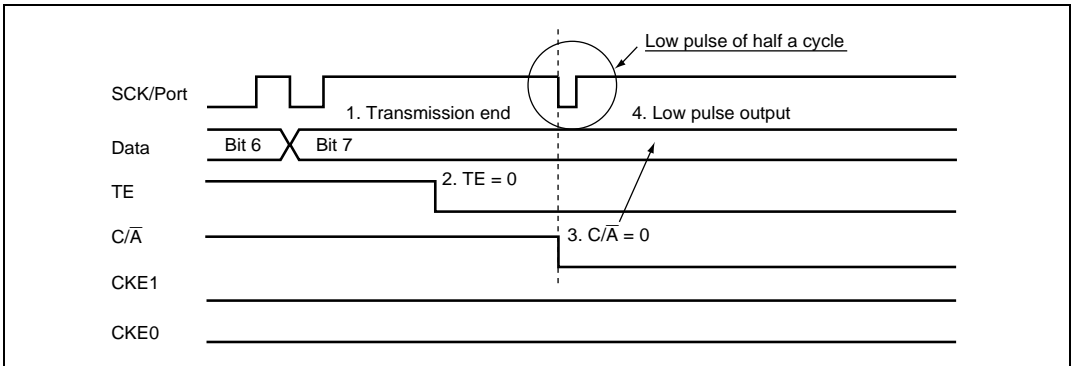 Low pulse of half a cycle
SCK/Port
1. Transmission end
4. Low pulse output
Data
Bit 6
Bit 7
TE
2. TE = 0
C/A̅
3. C/A̅ = 0
CKE1
CKE0